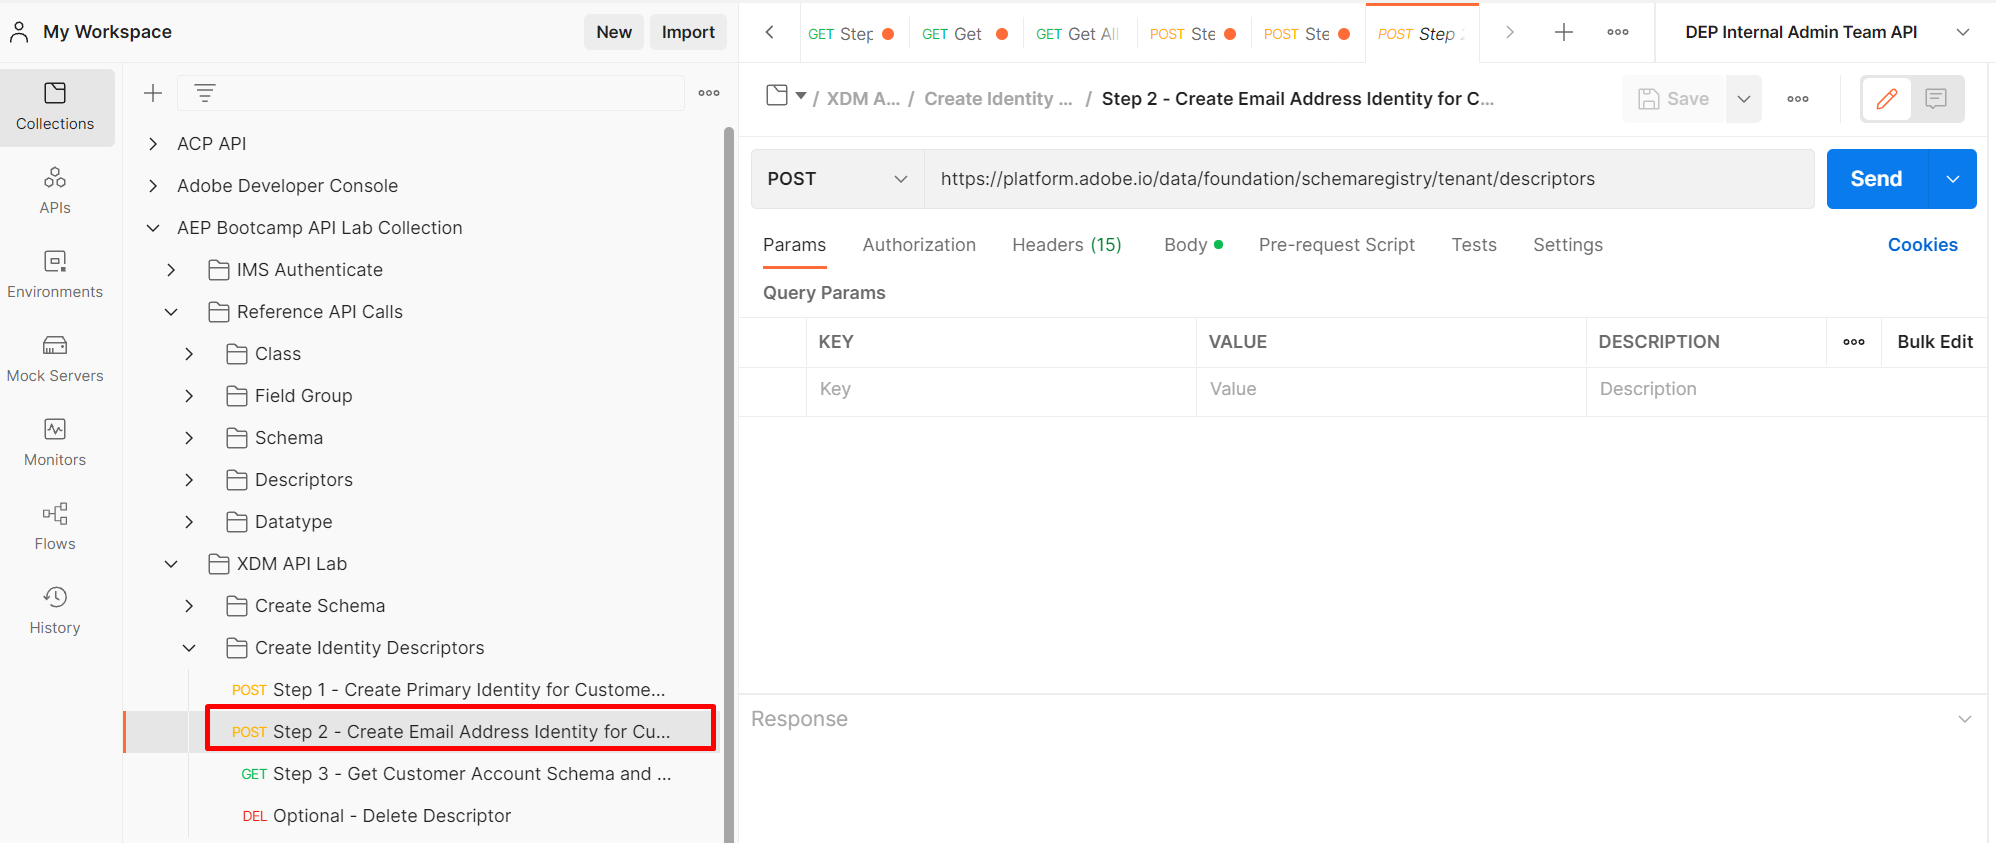 My Workspace
New
Import
GET Step
GET Get
GET Get All
POST Ste
POST Ste
POST Step 2
DEP Internal Admin Team API
Collections
APIs
Environments
Mock Servers
Monitors
Flows
History
ACP API
Adobe Developer Console
AEP Bootcamp API Lab Collection
IMS Authenticate
Reference API Calls
Class
Field Group
Schema
Descriptors
Datatype
XDM API Lab
Create Schema
Create Identity Descriptors
POST Step 1 - Create Primary Identity for Custome...
POST Step 2 - Create Email Address Identity for Cu...
GET Step 3 - Get Customer Account Schema and ...
DEL Optional - Delete Descriptor
/ XDM A... / Create Identity ... / Step 2 - Create Email Address Identity for C...
Save
POST
https://platform.adobe.io/data/foundation/schemaregistry/tenant/descriptors
Send
Params
Authorization
Headers (15)
Body
Pre-request Script
Tests
Settings
Cookies
Query Params
KEY
VALUE
DESCRIPTION
Bulk Edit
Key
Value
Description
Response